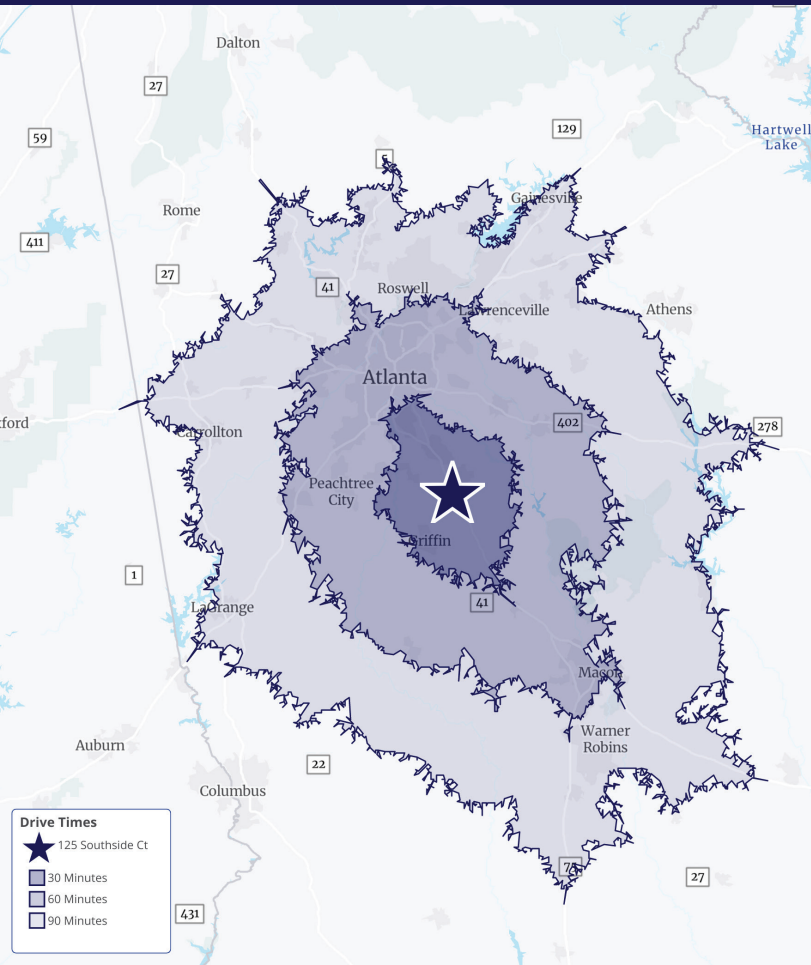 Dalton
27
129
59
Hartwell
Lake
Gainesville
Rome
411
27
41
Roswell
Lawrenceville
Athens
Atlanta
402
278
ford
Carrollton
Peachtree
City
Griffin
1
41
LaGrange
Macon
Warner
Robins
Auburn
22
Columbus
75
27
431
Drive Times
125 Southside Ct
30 Minutes
60 Minutes
90 Minutes